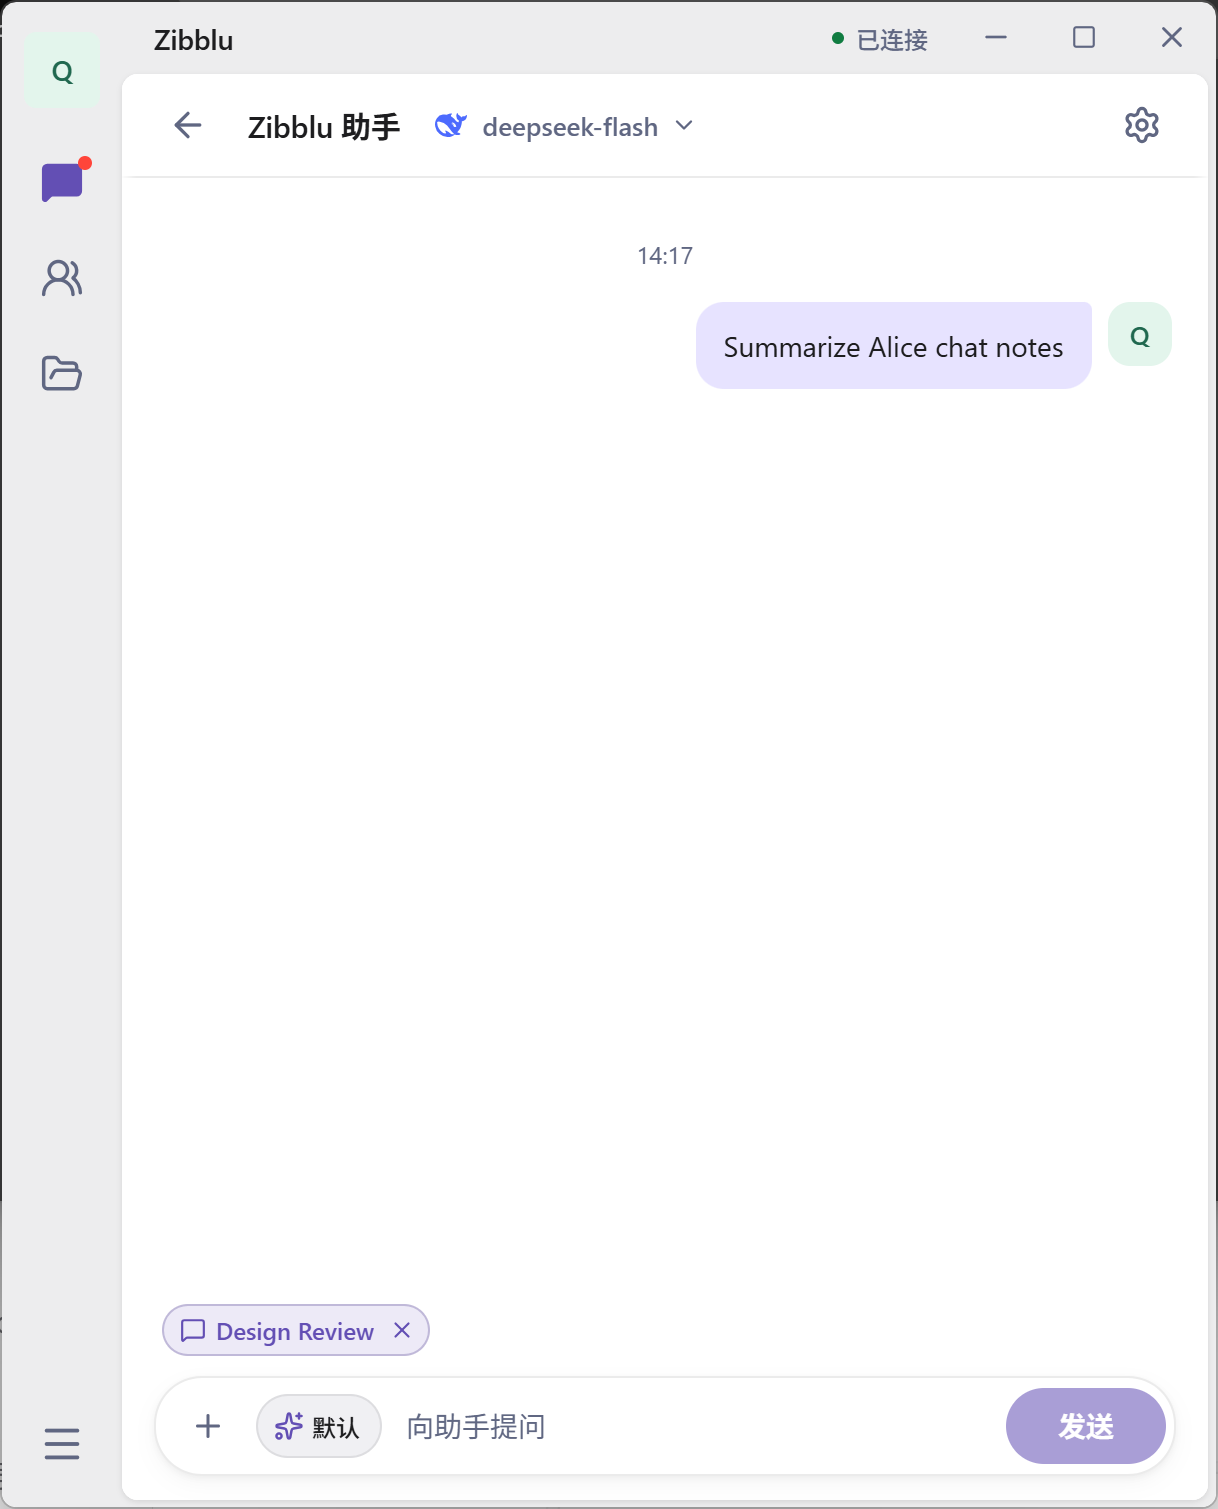 Zibblu
已连接
Q
Zibblu 助手
deepseek-flash
14:17
Summarize Alice chat notes
Q
Design Review
默认
向助手提问
发送